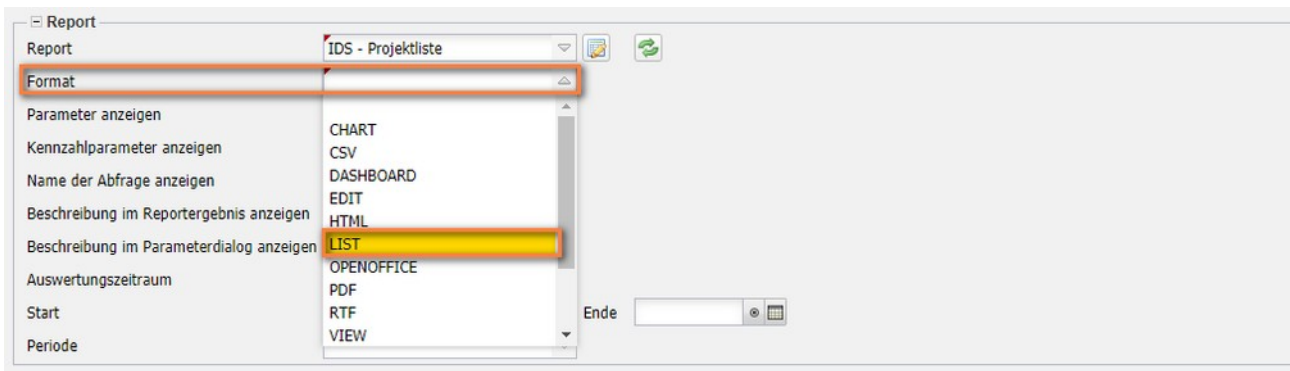 Report
Report IDS - Projektliste
Format
Parameter anzeigen
CHART
Kennzahlparameter anzeigen
CSV
Name der Abfrage anzeigen
DASHBOARD
EDIT
Beschreibung im Reportergebnis anzeigen
HTML
Beschreibung im Parameterdialog anzeigen
LIST
OPENOFFICE
Auswertungszeitraum
PDF
Start
RTF
Ende
VIEW
Periode